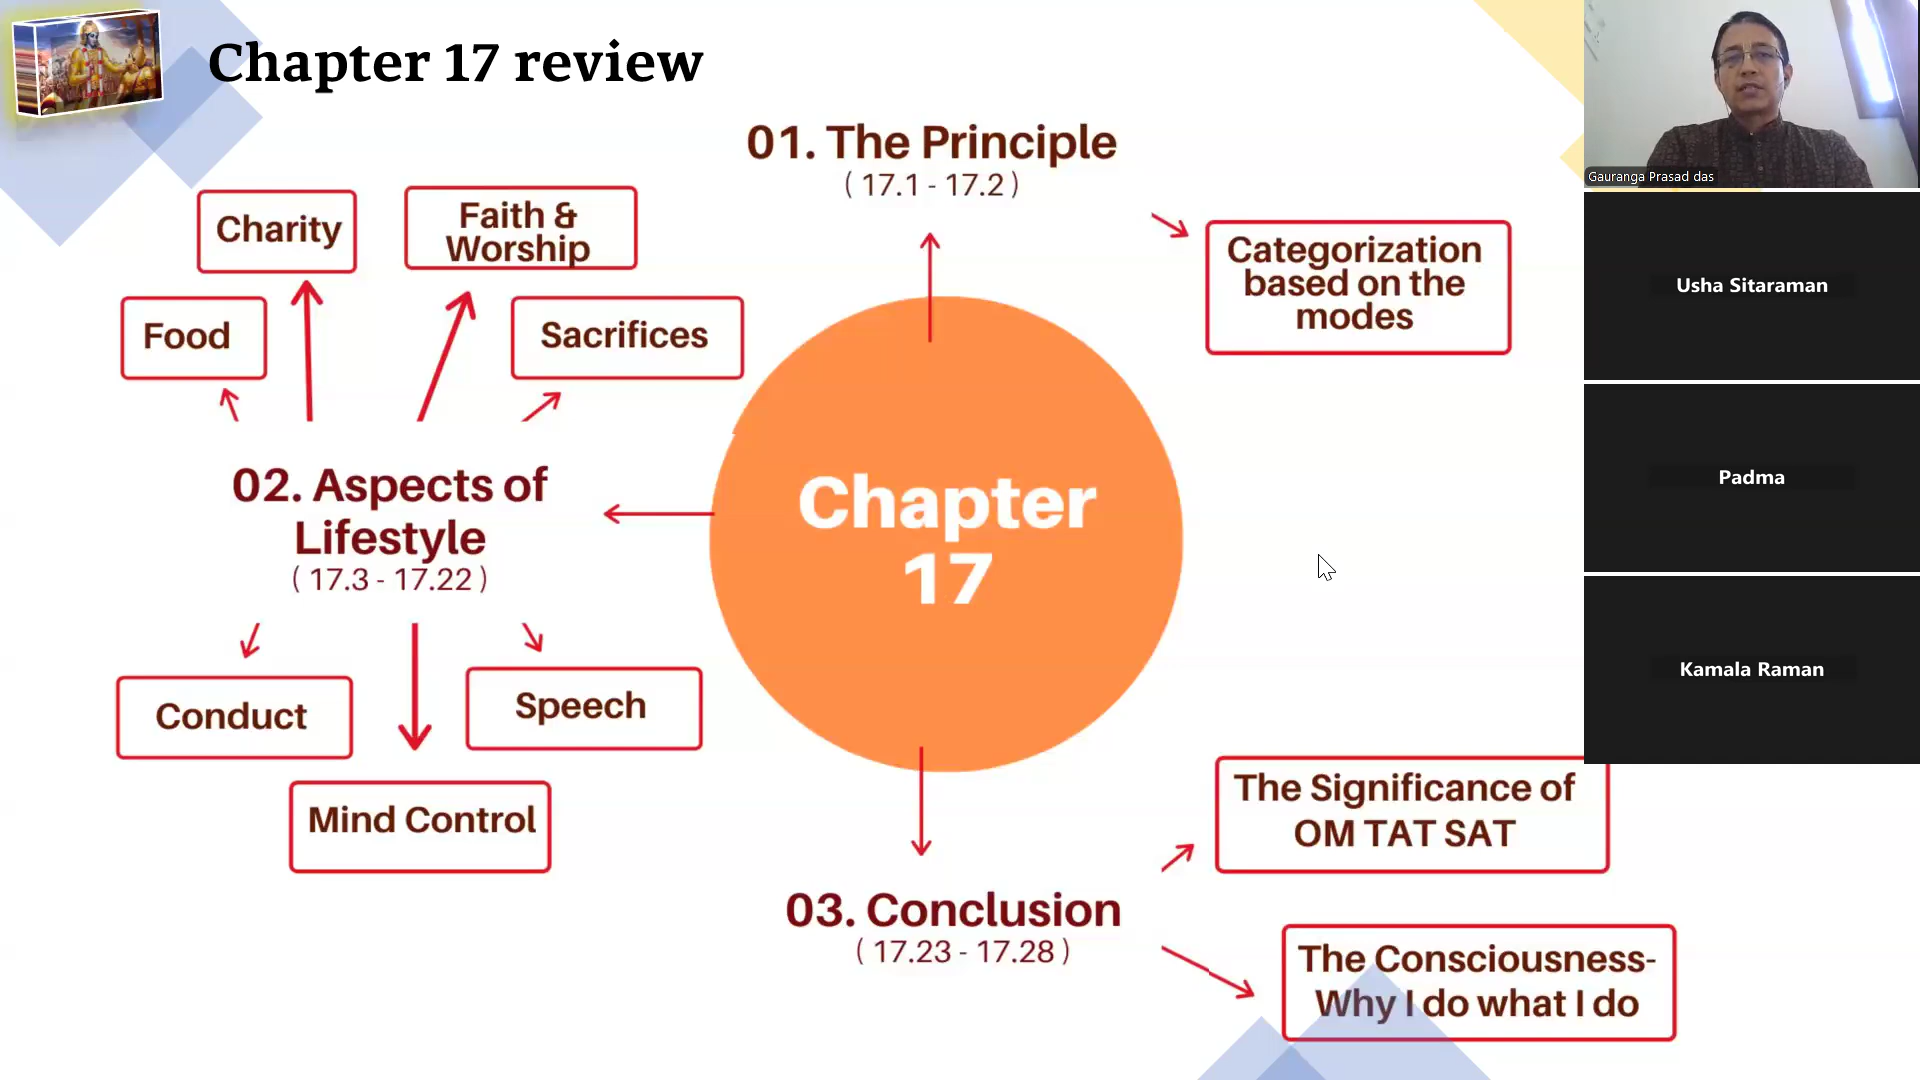 Chapter 17 review
01. The Principle
( 17.1 - 17.2 )
Categorization
based on the
modes
Charity
Faith &
Worship
Food
Sacrifices
02. Aspects of
Lifestyle
( 17.3 - 17.22 )
Conduct
Speech
Mind Control
Chapter
17
03. Conclusion
( 17.23 - 17.28 )
The Significance of
OM TAT SAT
The Consciousness-
Why I do what I do
Gauranga Prasad das
Usha Sitaraman
Padma
Kamala Raman